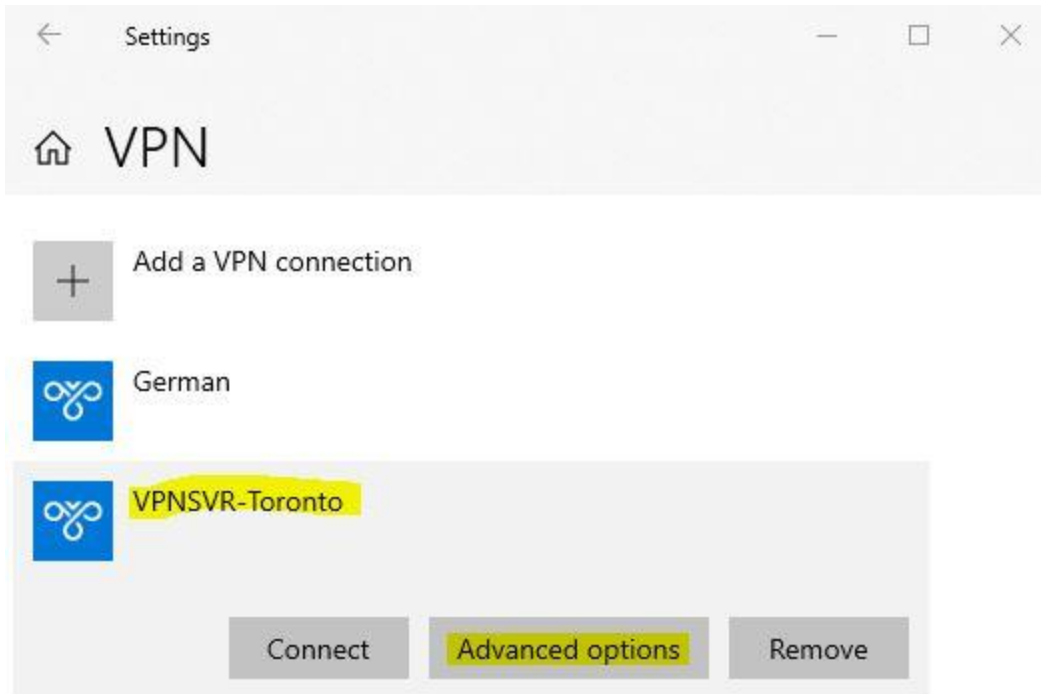 Settings
VPN
Add a VPN connection
German
VPNSVR-Toronto
Connect Advanced options Remove